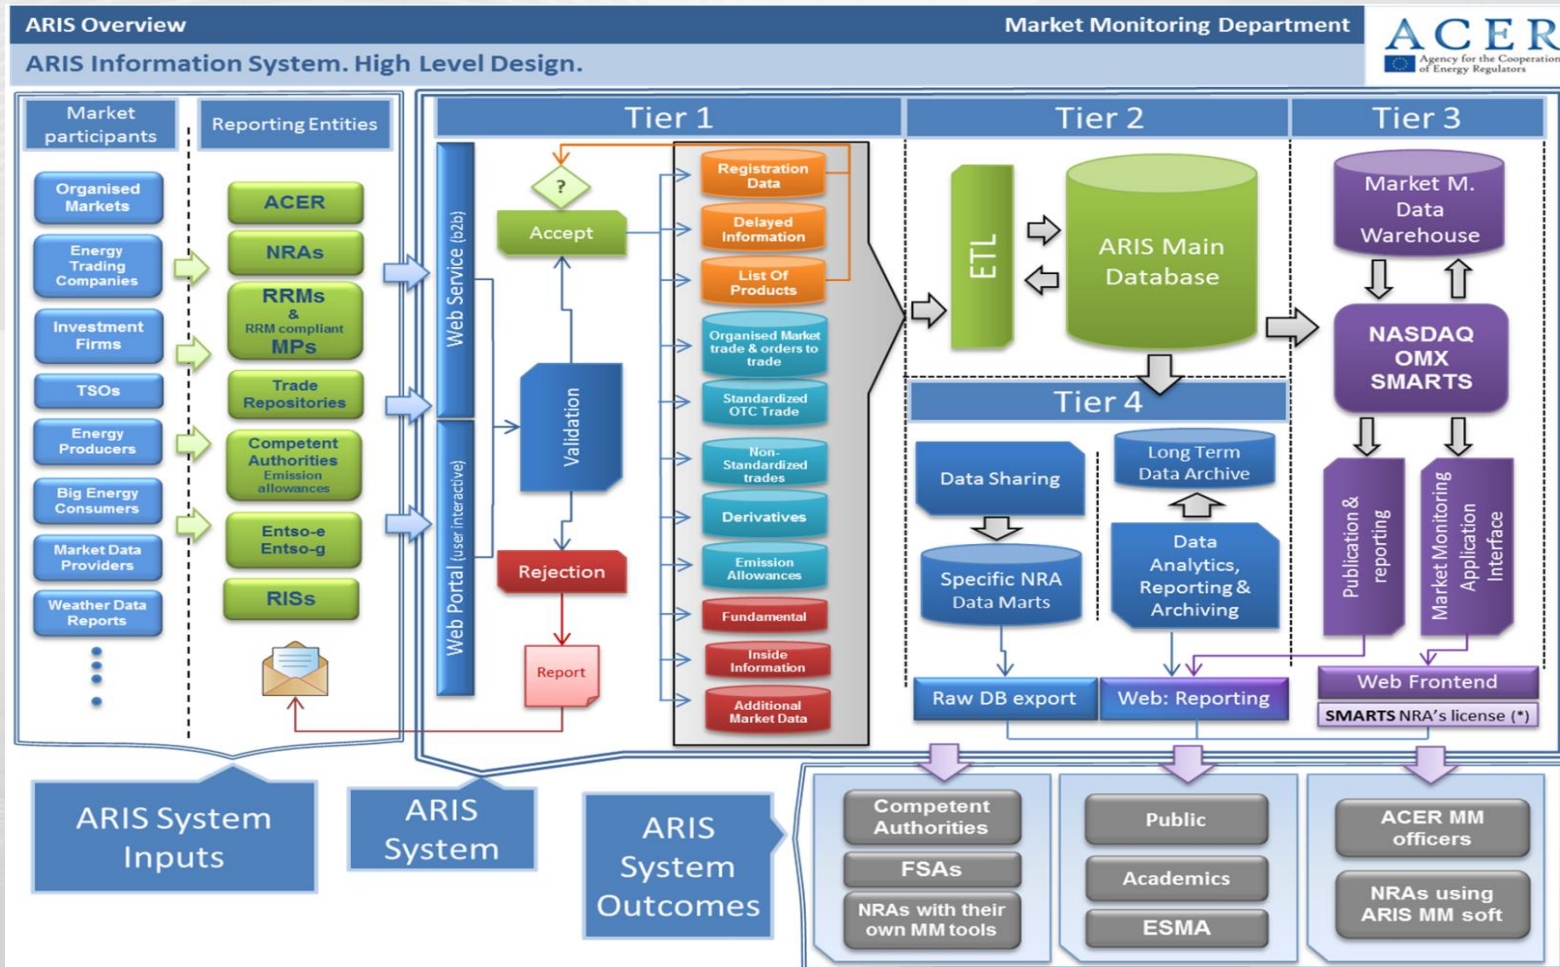 ARIS Overview
Market Monitoring Department
ACER
Agency for the Cooperation
of Energy Regulators
ARIS Information System. High Level Design.
Market
participants
Reporting Entities
Organised
Markets
Energy
Trading
Companies
Investment
Firms
TSOs
Energy
Producers
Big Energy
Consumers
Market Data
Providers
Weather Data
Reports
ACER
NRAs
RRMs
&
RRM compliant
MPs
Trade
Repositories
Competent
Authorities
Emission
allowances
Entso-e
Entso-g
RISs
Tier 1
Web Service (b2b)
Web Portal (user interactive)
?
Accept
Validation
Rejection
Report
Registration
Data
Delayed
Information
List Of
Products
Organised Market
trade & orders to
trade
Standardized
OTC Trade
Non-
Standardized
trades
Derivatives
Emission
Allowances
Fundamental
Inside
Information
Additional
Market Data
Tier 2
ETL
ARIS Main
Database
Tier 4
Data Sharing
Specific NRA
Data Marts
Long Term
Data Archive
Data
Analytics,
Reporting &
Archiving
Raw DB export
Web: Reporting
Tier 3
Market M.
Data
Warehouse
NASDAQ
OMX
SMARTS
Publication &
reporting
Market Monitoring
Application
Interface
Web Frontend
SMARTS NRA's license (*)
ARIS System
Inputs
ARIS
System
ARIS
System
Outcomes
Competent
Authorities
FSAs
NRAs with their
own MM tools
Public
Academics
ESMA
ACER MM
officers
NRAs using
ARIS MM soft